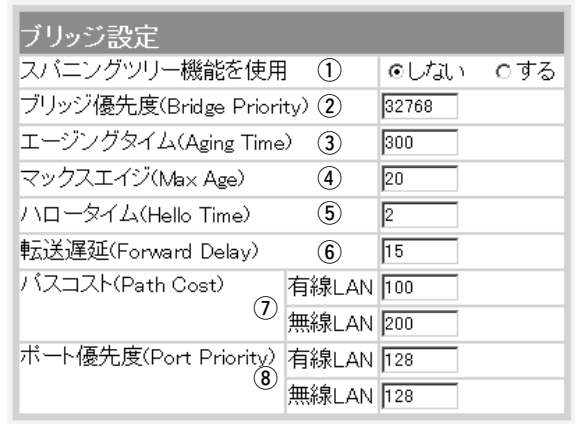 ブリッジ設定
スパニングツリー機能を使用 ① しない する
ブリッジ優先度(Bridge Priority) ② 32768
エージングタイム(Aging Time) ③ 300
マックスエイジ(Max Age) ④ 20
ハロータイム(Hello Time) ⑤ 2
転送遅延(Forward Delay) ⑥ 15
パスコスト(Path Cost) ⑦ 有線LAN 100
無線LAN 200
ポート優先度(Port Priority) ⑧ 有線LAN 128
無線LAN 128